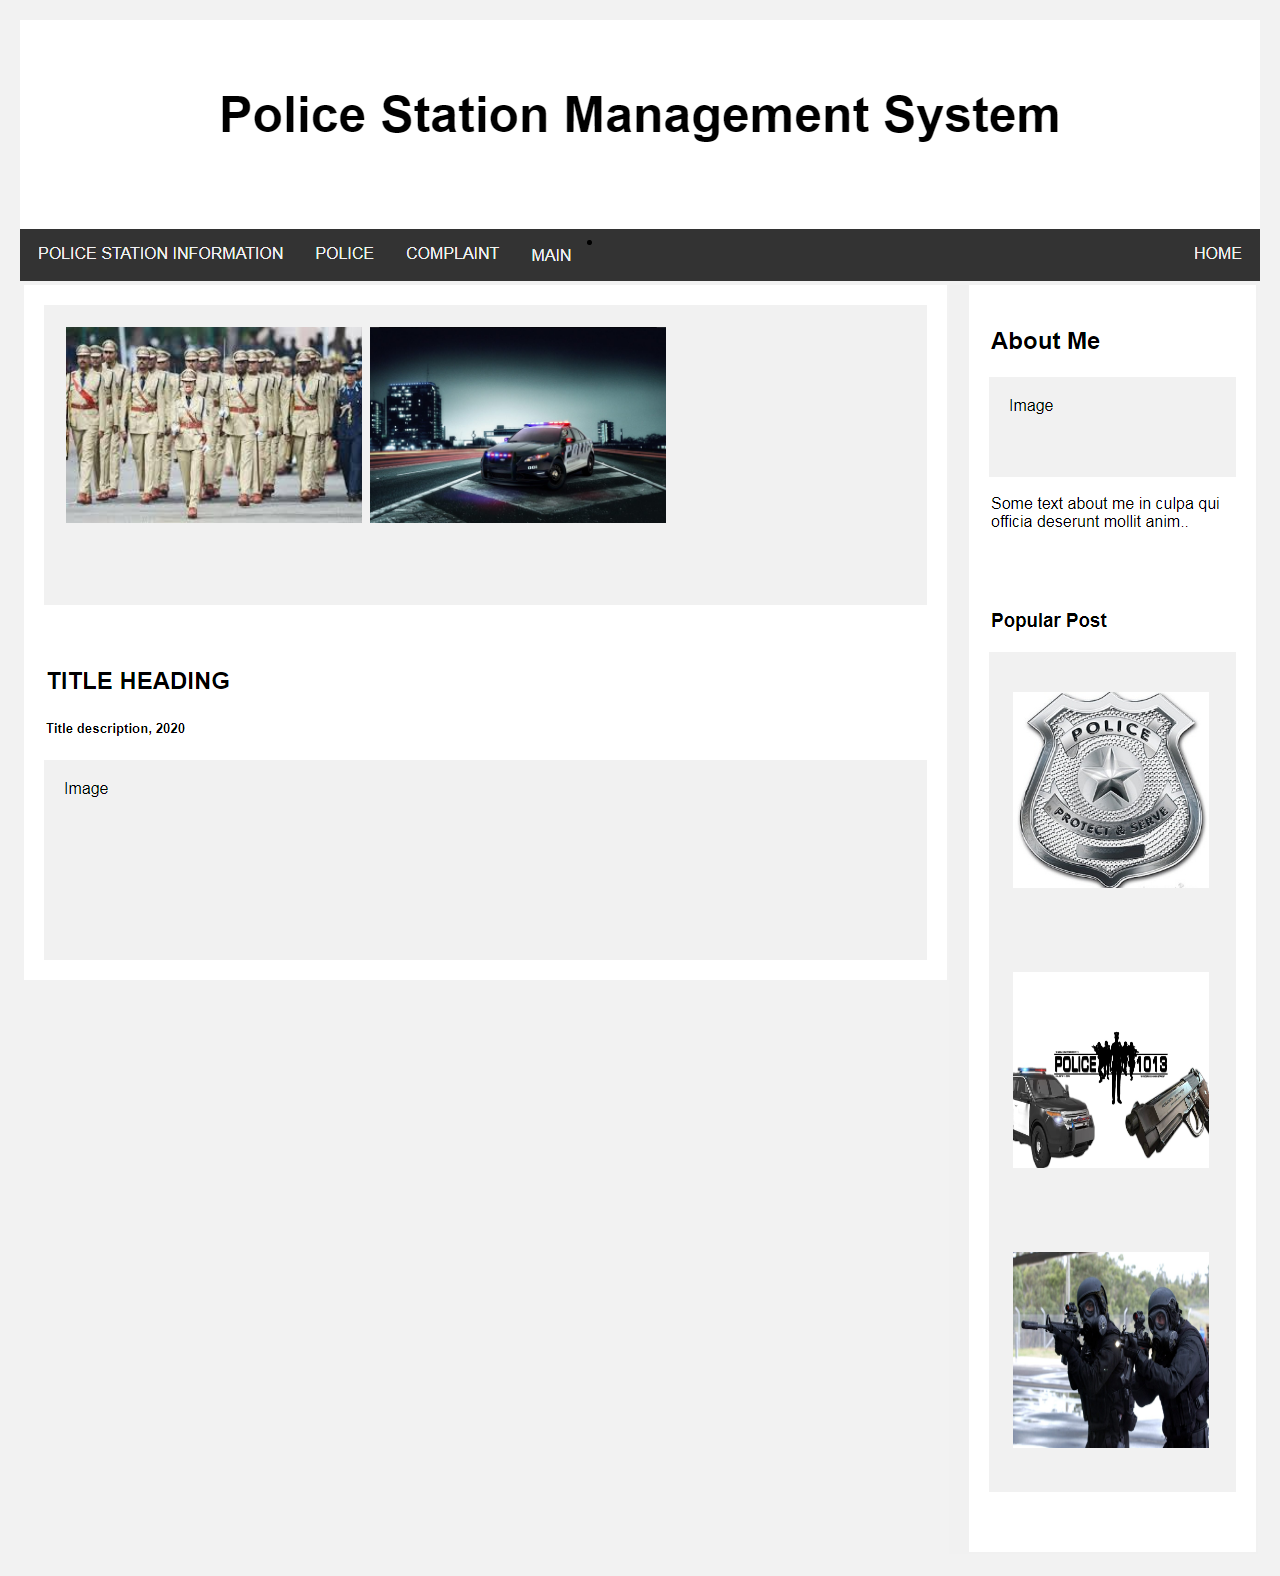 Police Station Management System
POLICE STATION INFORMATION
POLICE
COMPLAINT
MAIN
HOME
POLICE
TITLE HEADING
Title description, 2020
Image
About Me
Image
Some text about me in culpa qui
officia deserunt mollit anim..
Popular Post
POLICE
PROTECT & SERVE
POLICE 1013